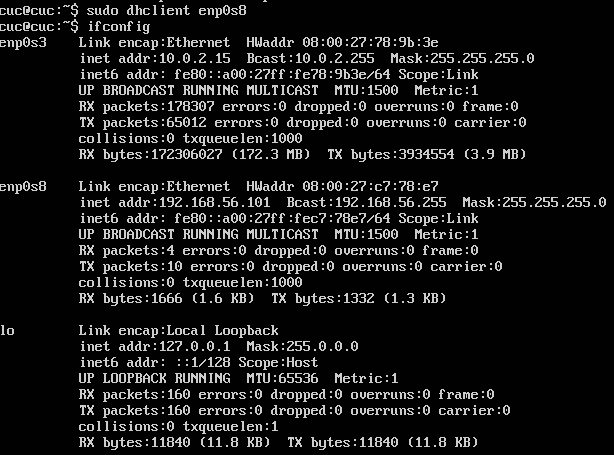 cuc@cuc:~$ sudo dhclient enp0s8
cuc@cuc:~$ ifconfig
enp0s3    Link encap:Ethernet  HWaddr 08:00:27:78:9b:3e
          inet addr:10.0.2.15  Bcast:10.0.2.255  Mask:255.255.255.0
          inet6 addr: fe80::a00:27ff:fe78:9b3e/64 Scope:Link
          UP BROADCAST RUNNING MULTICAST  MTU:1500  Metric:1
          RX packets:178307 errors:0 dropped:0 overruns:0 frame:0
          TX packets:65012 errors:0 dropped:0 overruns:0 carrier:0
          collisions:0 txqueuelen:1000
          RX bytes:172306027 (172.3 MB)  TX bytes:3934554 (3.9 MB)
enp0s8    Link encap:Ethernet  HWaddr 08:00:27:c7:78:e7
          inet addr:192.168.56.101  Bcast:192.168.56.255  Mask:255.255.255.0
          inet6 addr: fe80::a00:27ff:fec7:78e7/64 Scope:Link
          UP BROADCAST RUNNING MULTICAST  MTU:1500  Metric:1
          RX packets:4 errors:0 dropped:0 overruns:0 frame:0
          TX packets:10 errors:0 dropped:0 overruns:0 carrier:0
          collisions:0 txqueuelen:1000
          RX bytes:1666 (1.6 KB)  TX bytes:1332 (1.3 KB)
lo        Link encap:Local Loopback
          inet addr:127.0.0.1  Mask:255.0.0.0
          inet6 addr: ::1/128 Scope:Host
          UP LOOPBACK RUNNING  MTU:65536  Metric:1
          RX packets:160 errors:0 dropped:0 overruns:0 frame:0
          TX packets:160 errors:0 dropped:0 overruns:0 carrier:0
          collisions:0 txqueuelen:1
          RX bytes:11840 (11.8 KB)  TX bytes:11840 (11.8 KB)